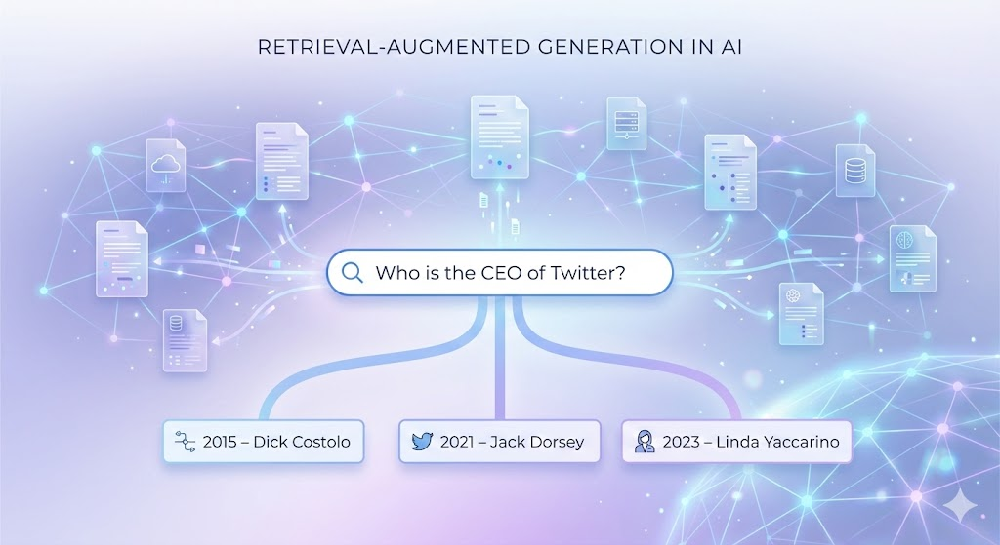 RETRIEVAL-AUGMENTED GENERATION IN AI
Who is the CEO of Twitter?
2015 – Dick Costolo
2021 – Jack Dorsey
2023 – Linda Yaccarino